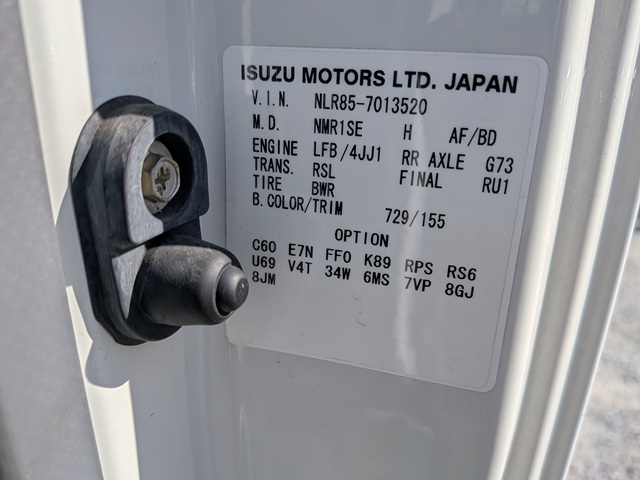 ISUZU MOTORS LTD. JAPAN
V.I.N. NLR85-7013520
M.D. NMR1SE H AF/BD
ENGINE LFB/4JJ1 RR AXLE G73
TRANS. RSL FINAL RU1
TIRE BWR
B.COLOR/TRIM 729/155
OPTION
C60 E7N FF0 K89 RPS RS6
U69 V4T 34W 6MS 7VP 8GJ
8JM